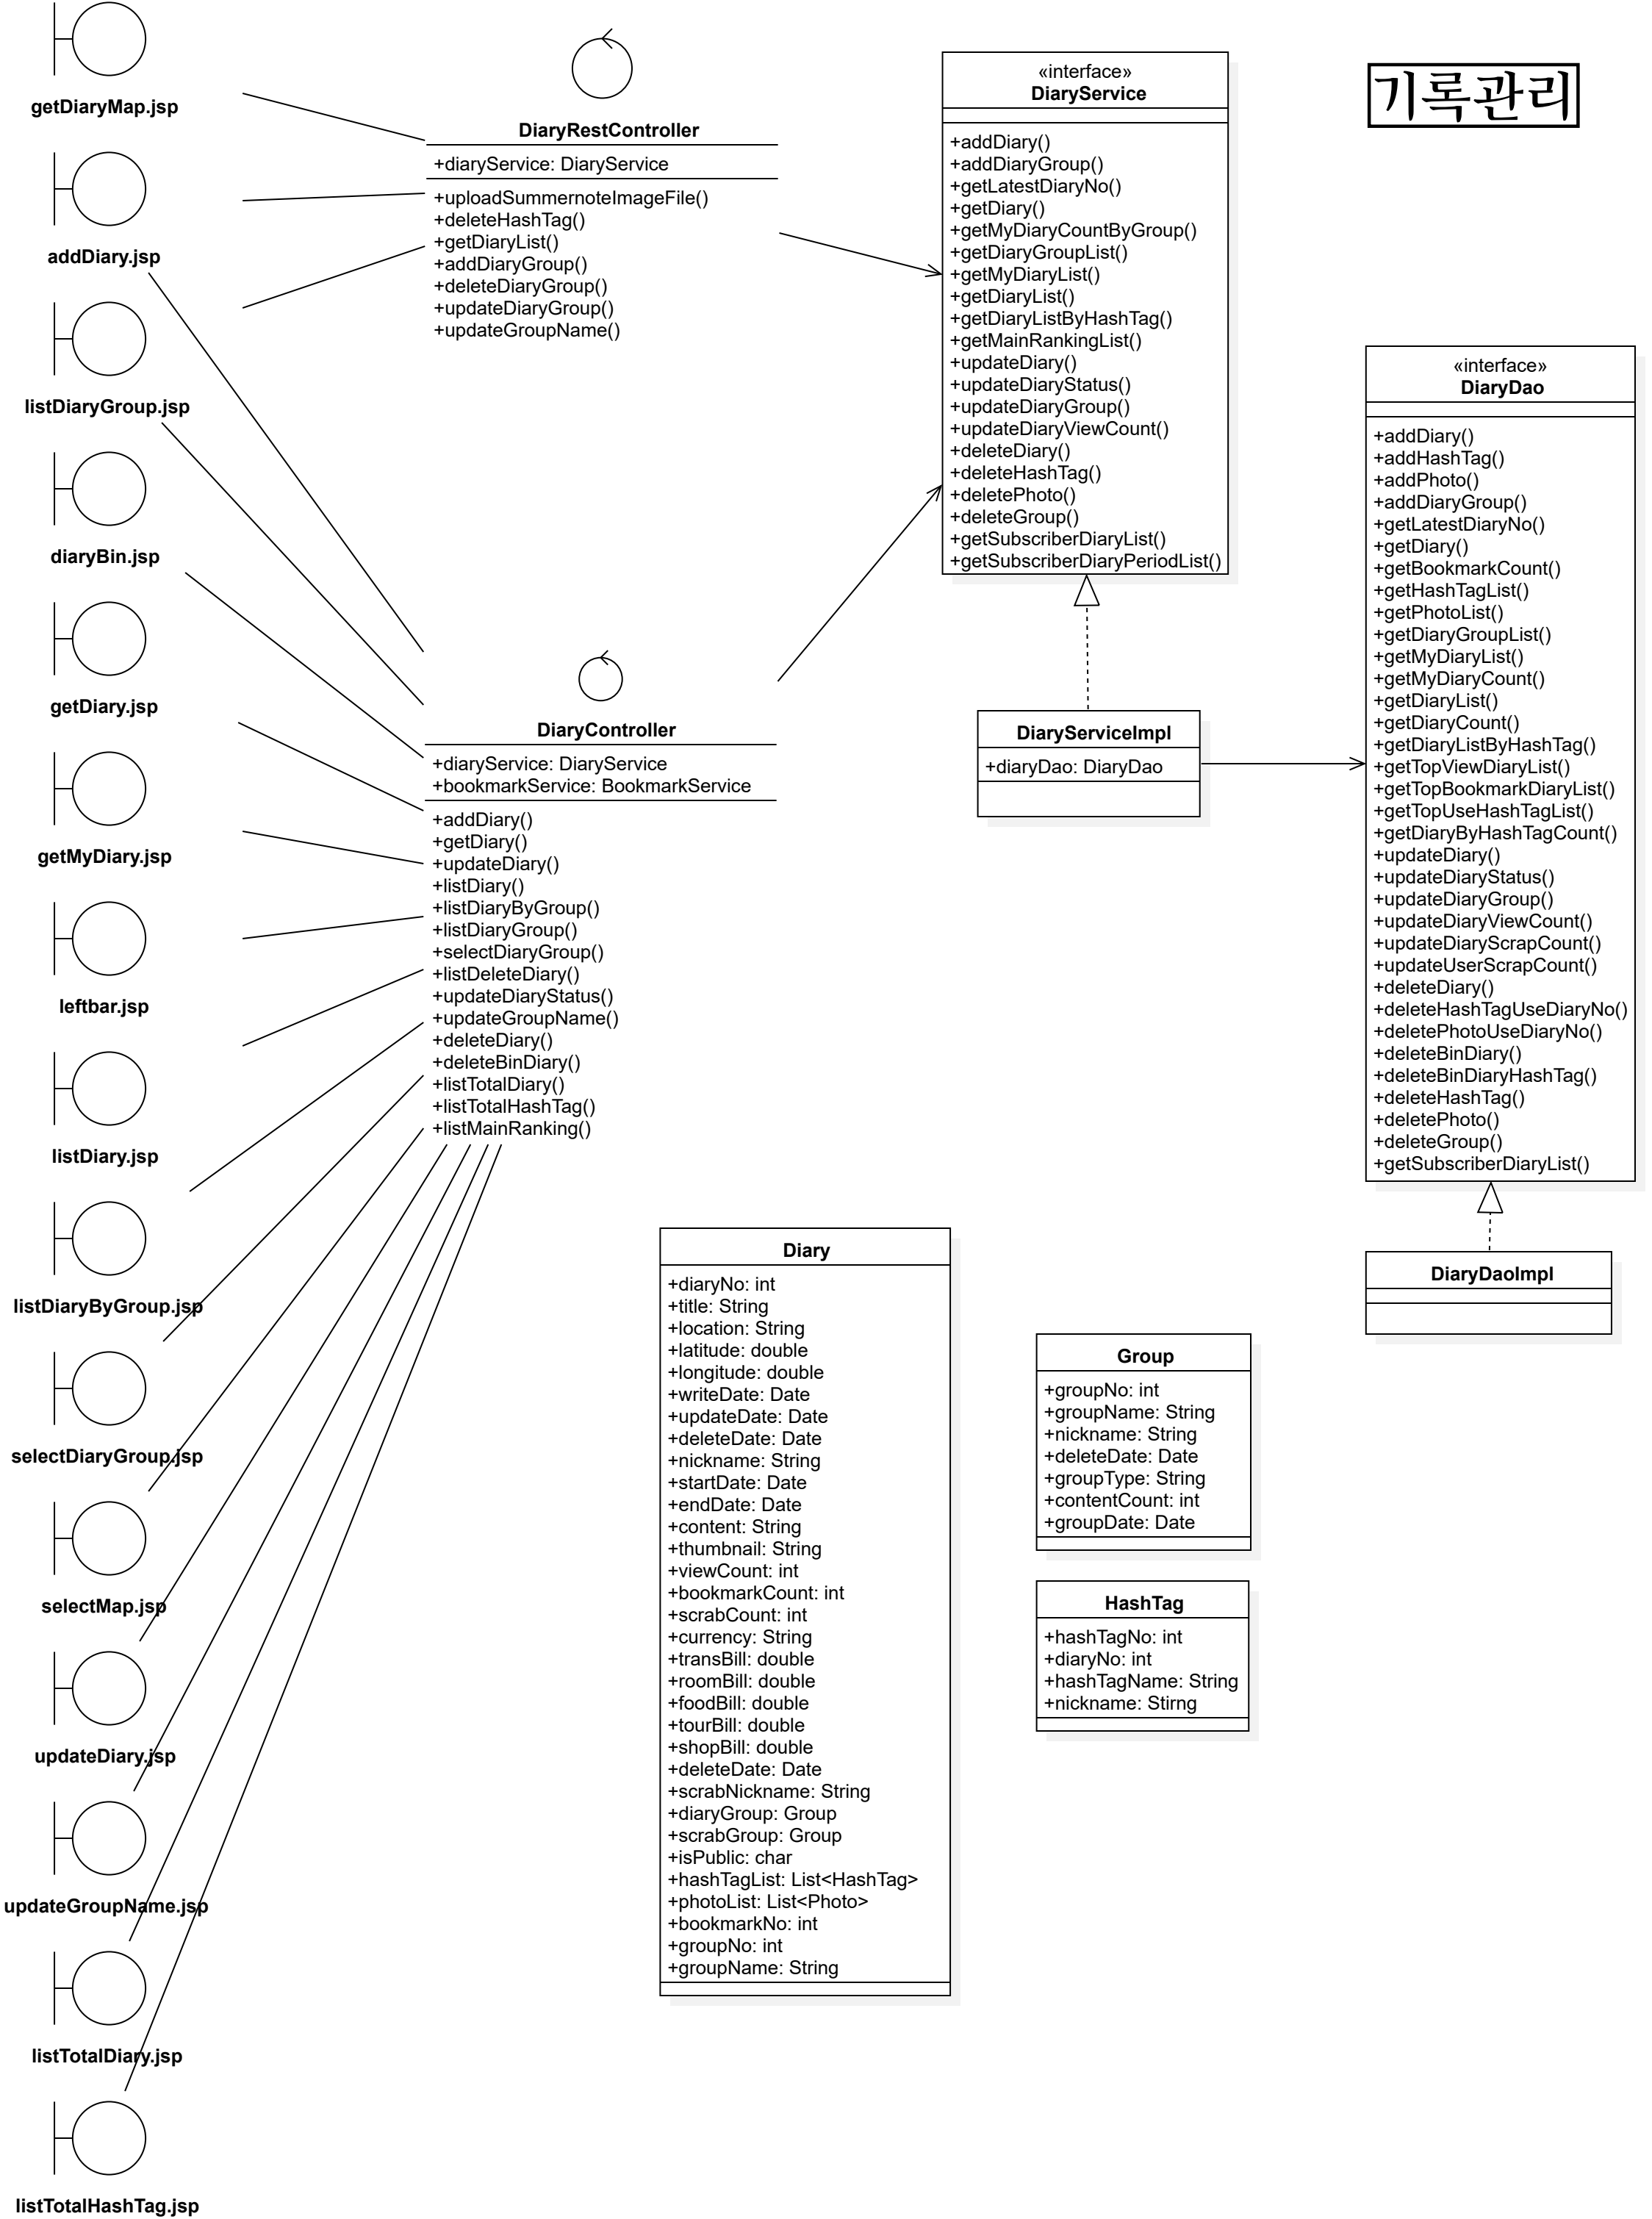 getDiaryMap.jsp
addDiary.jsp
listDiaryGroup.jsp
diaryBin.jsp
getDiary.jsp
getMyDiary.jsp
leftbar.jsp
listDiary.jsp
listDiaryByGroup.jsp
selectDiaryGroup.jsp
selectMap.jsp
updateDiary.jsp
updateGroupName.jsp
listTotalDiary.jsp
listTotalHashTag.jsp
DiaryRestController
+diaryService: DiaryService
+uploadSummernoteImageFile()
+deleteHashTag()
+getDiaryList()
+addDiaryGroup()
+deleteDiaryGroup()
+updateDiaryGroup()
+updateGroupName()
DiaryController
+diaryService: DiaryService
+bookmarkService: BookmarkService
+addDiary()
+getDiary()
+updateDiary()
+listDiary()
+listDiaryByGroup()
+listDiaryGroup()
+selectDiaryGroup()
+listDeleteDiary()
+updateDiaryStatus()
+updateGroupName()
+deleteDiary()
+deleteBinDiary()
+listTotalDiary()
+listTotalHashTag()
+listMainRanking()
«interface»
DiaryService
+addDiary()
+addDiaryGroup()
+getLatestDiaryNo()
+getDiary()
+getMyDiaryCountByGroup()
+getDiaryGroupList()
+getMyDiaryList()
+getDiaryList()
+getDiaryListByHashTag()
+getMainRankingList()
+updateDiary()
+updateDiaryStatus()
+updateDiaryGroup()
+updateDiaryViewCount()
+deleteDiary()
+deleteHashTag()
+deletePhoto()
+deleteGroup()
+getSubscriberDiaryList()
+getSubscriberDiaryPeriodList()
DiaryServiceImpl
+diaryDao: DiaryDao
기록관리
«interface»
DiaryDao
+addDiary()
+addHashTag()
+addPhoto()
+addDiaryGroup()
+getLatestDiaryNo()
+getDiary()
+getBookmarkCount()
+getHashTagList()
+getPhotoList()
+getDiaryGroupList()
+getMyDiaryList()
+getMyDiaryCount()
+getDiaryList()
+getDiaryCount()
+getDiaryListByHashTag()
+getTopViewDiaryList()
+getTopBookmarkDiaryList()
+getTopUseHashTagList()
+getDiaryByHashTagCount()
+updateDiary()
+updateDiaryStatus()
+updateDiaryGroup()
+updateDiaryViewCount()
+updateDiaryScrapCount()
+updateUserScrapCount()
+deleteDiary()
+deleteHashTagUseDiaryNo()
+deletePhotoUseDiaryNo()
+deleteBinDiary()
+deleteBinDiaryHashTag()
+deleteHashTag()
+deletePhoto()
+deleteGroup()
+getSubscriberDiaryList()
DiaryDaoImpl
Diary
+diaryNo: int
+title: String
+location: String
+latitude: double
+longitude: double
+writeDate: Date
+updateDate: Date
+deleteDate: Date
+nickname: String
+startDate: Date
+endDate: Date
+content: String
+thumbnail: String
+viewCount: int
+bookmarkCount: int
+scrabCount: int
+currency: String
+transBill: double
+roomBill: double
+foodBill: double
+tourBill: double
+shopBill: double
+deleteDate: Date
+scrabNickname: String
+diaryGroup: Group
+scrabGroup: Group
+isPublic: char
+hashTagList: List<HashTag>
+photoList: List<Photo>
+bookmarkNo: int
+groupNo: int
+groupName: String
Group
+groupNo: int
+groupName: String
+nickname: String
+deleteDate: Date
+groupType: String
+contentCount: int
+groupDate: Date
HashTag
+hashTagNo: int
+diaryNo: int
+hashTagName: String
+nickname: Stirng